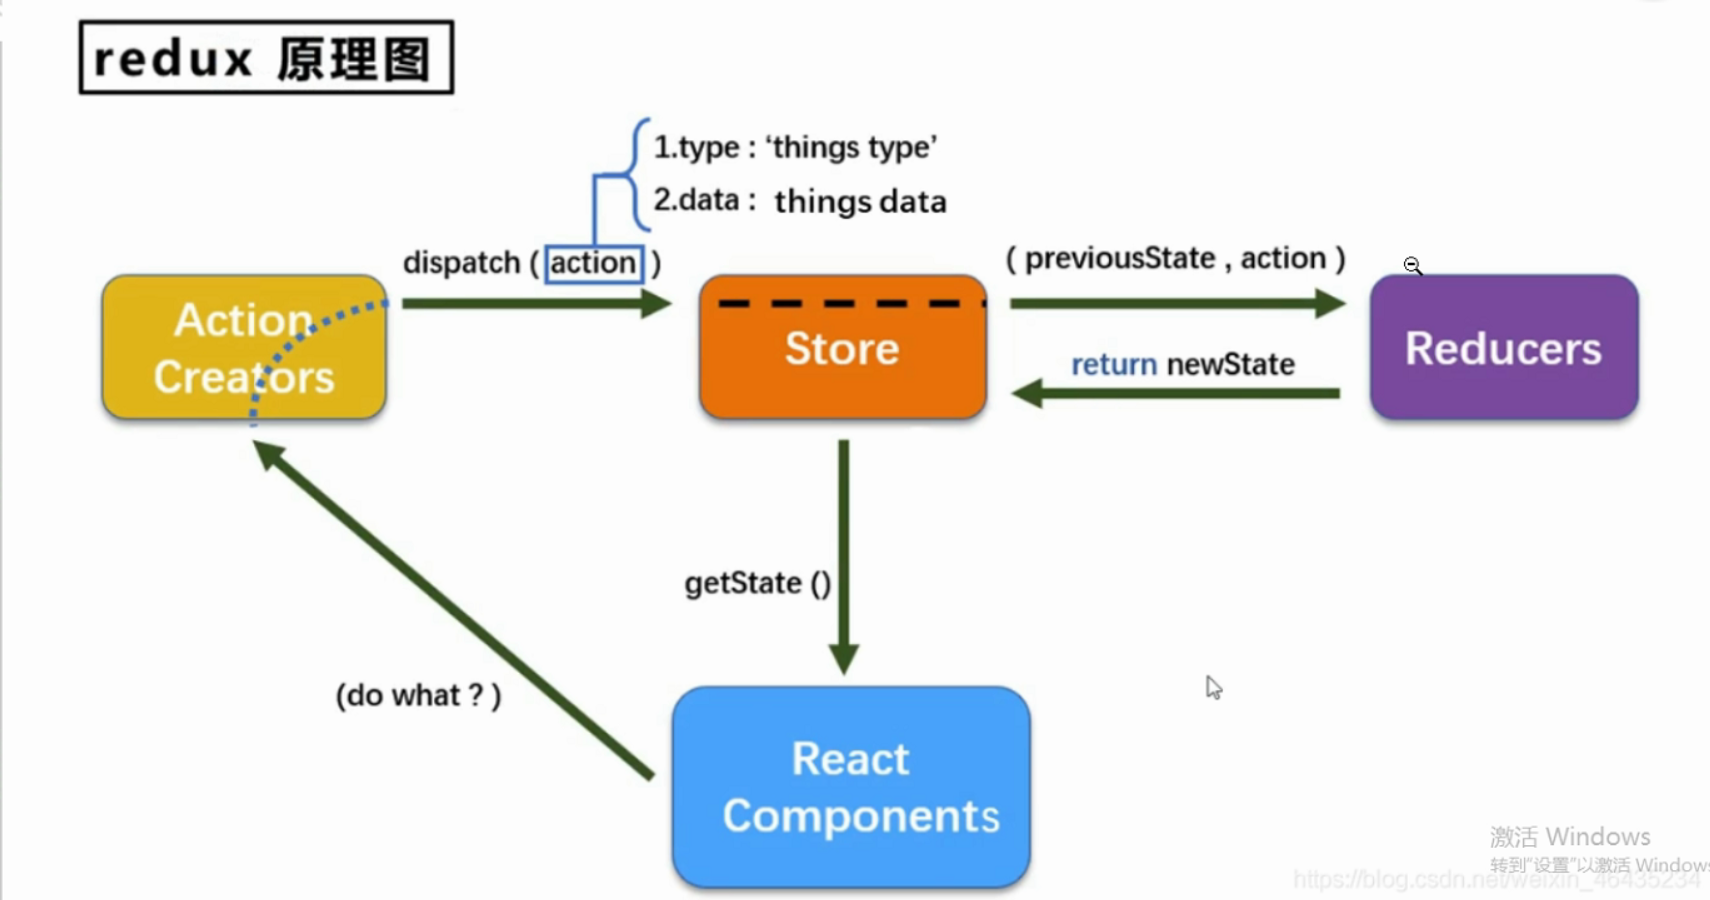 redux 原理图
1.type : ‘things type’
2.data : things data
dispatch ( action )
( previousState , action )
Action
Creators
Store
return newState
Reducers
getState ()
(do what ? )
React
Components
激活 Windows
转到“设置”以激活 Windows
https://blog.csdn.net/weixin_46435234